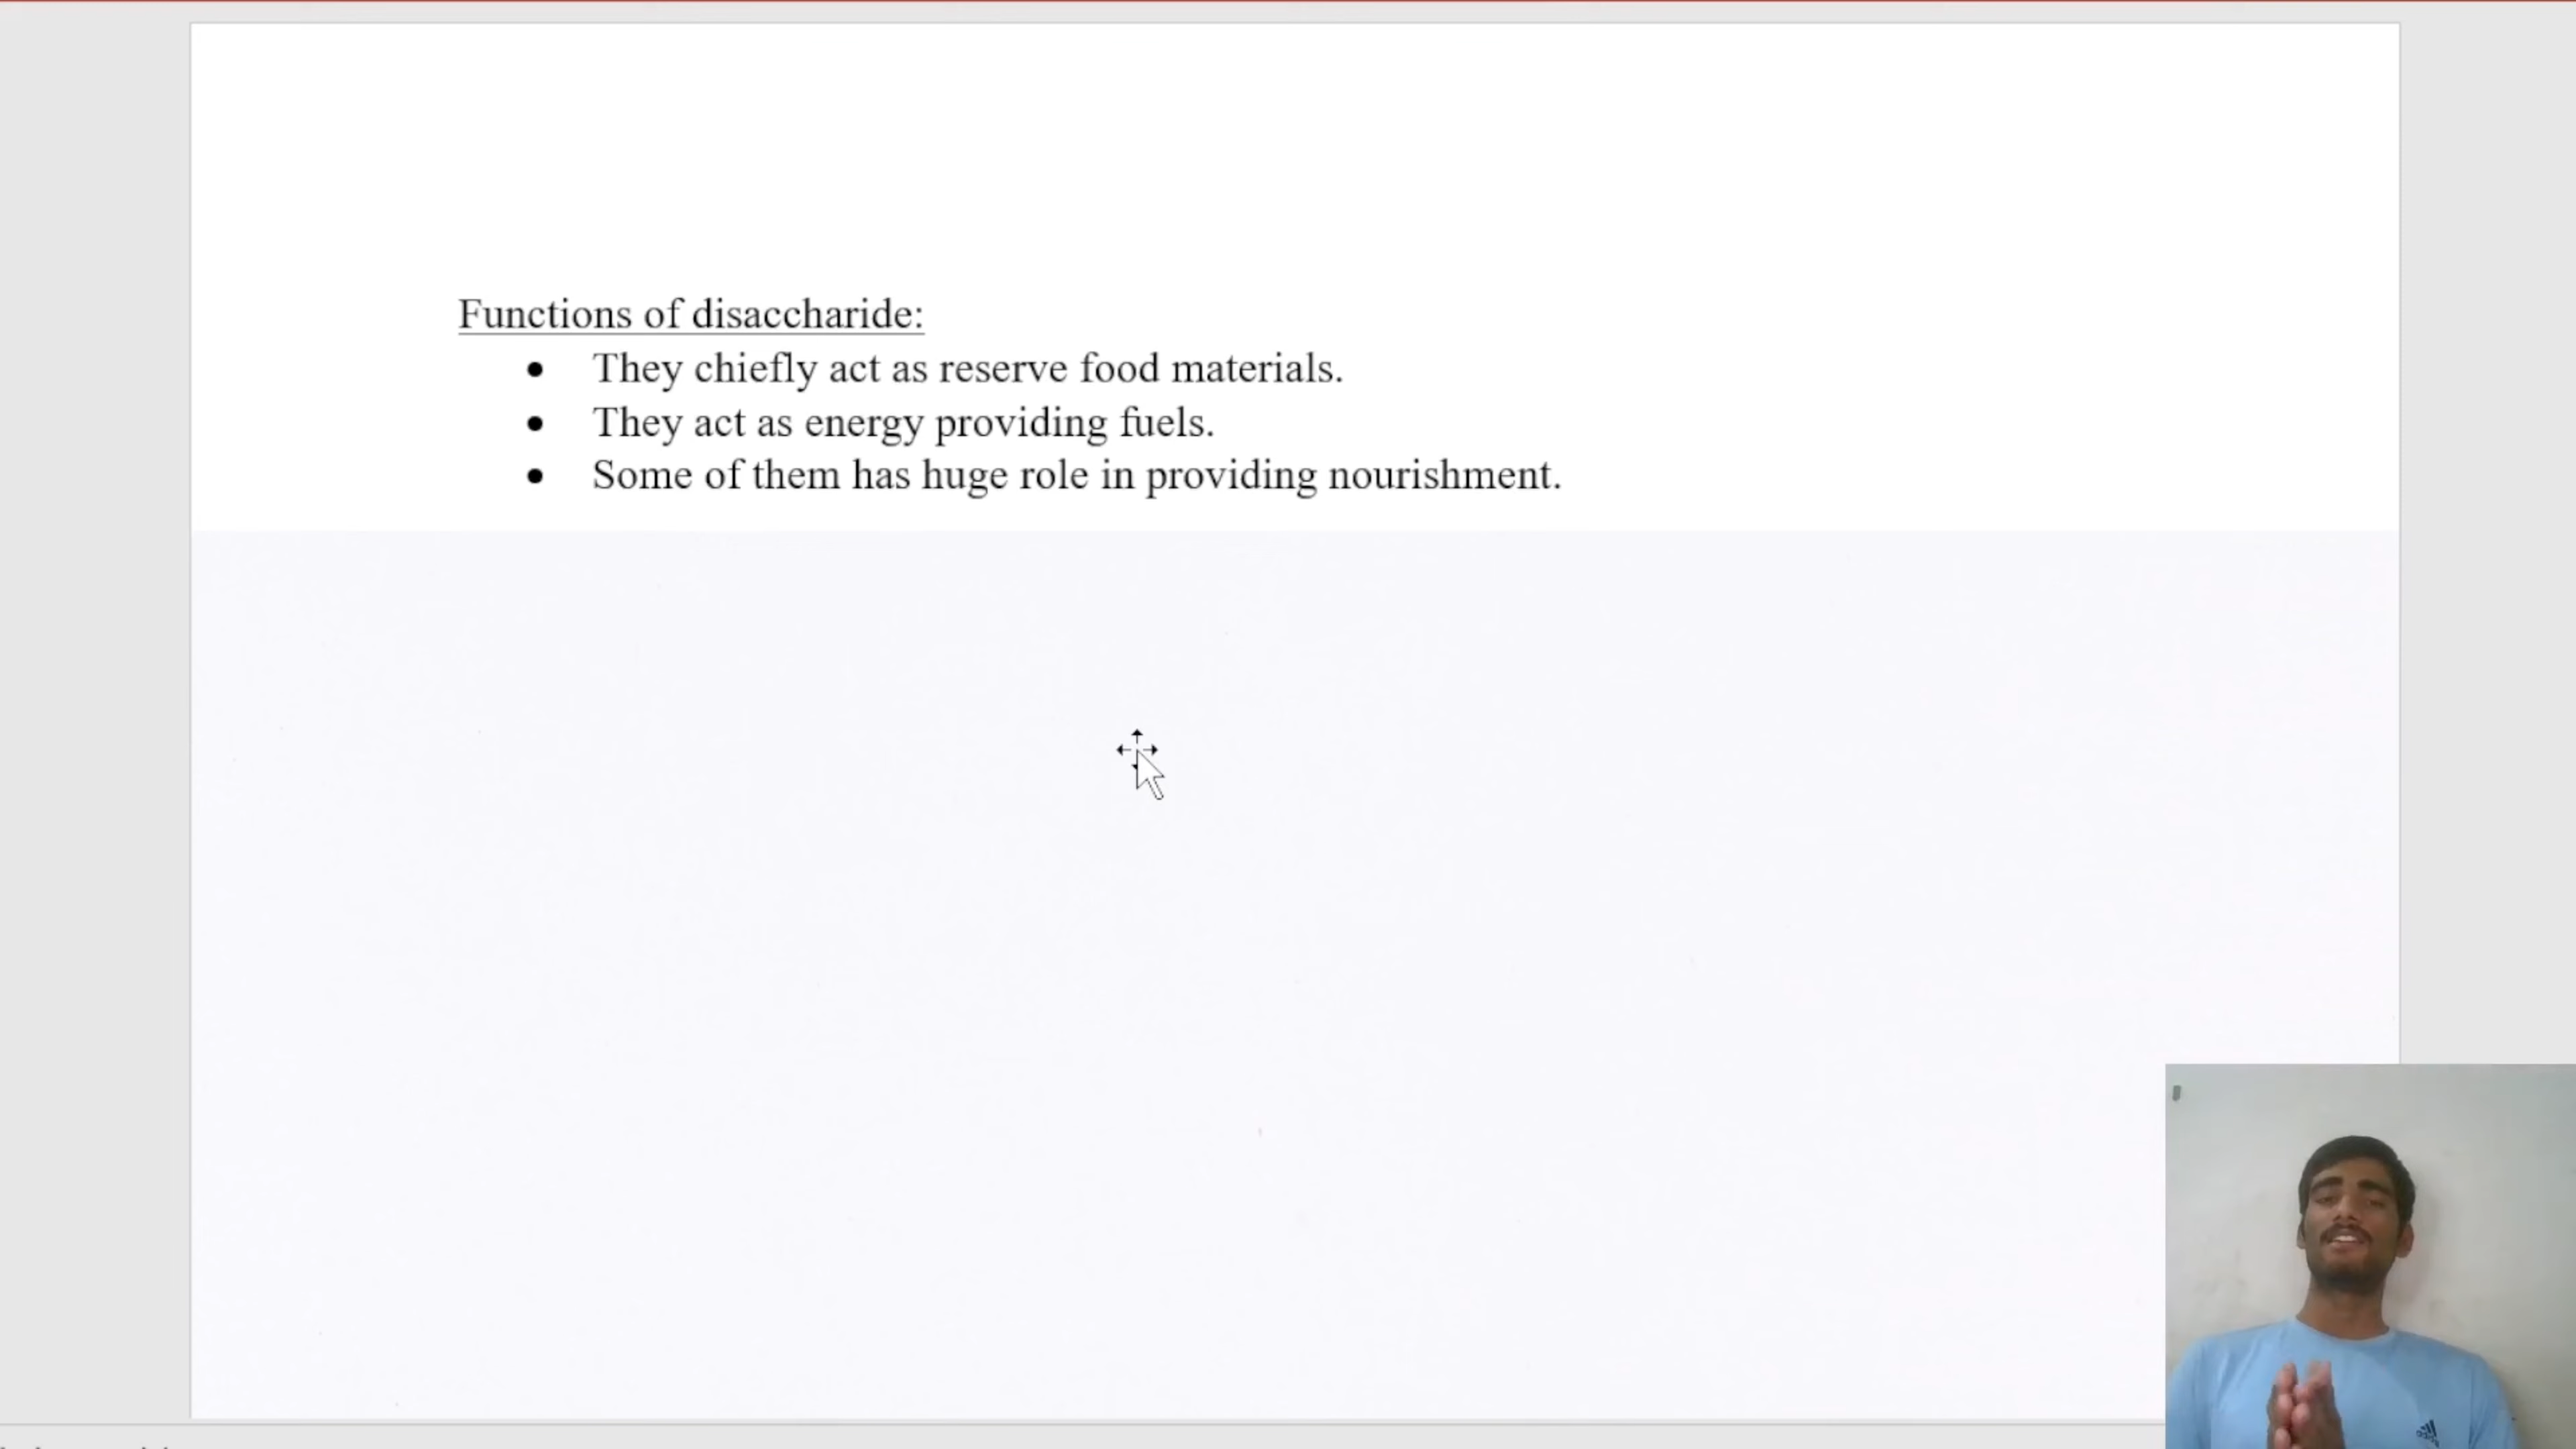 Functions of disaccharide:
• They chiefly act as reserve food materials.
• They act as energy providing fuels.
• Some of them has huge role in providing nourishment.